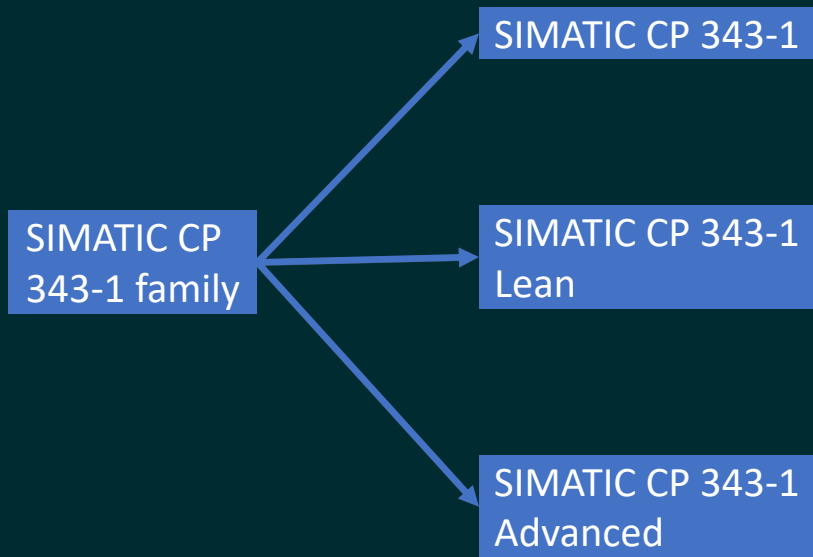 SIMATIC CP 343-1
SIMATIC CP
343-1 family
SIMATIC CP 343-1
Lean
SIMATIC CP 343-1
Advanced